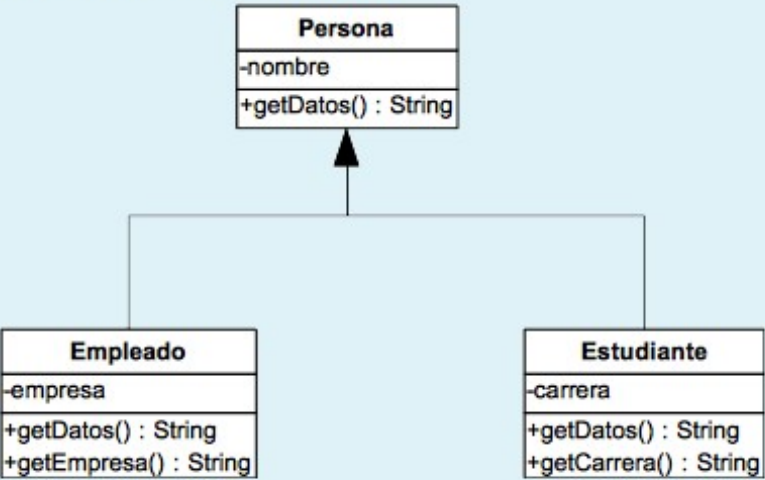 Persona
-nombre
+getDatos() : String
Empleado
-empresa
+getDatos() : String
+getEmpresa() : String
Estudiante
-carrera
+getDatos() : String
+getCarrera() : String